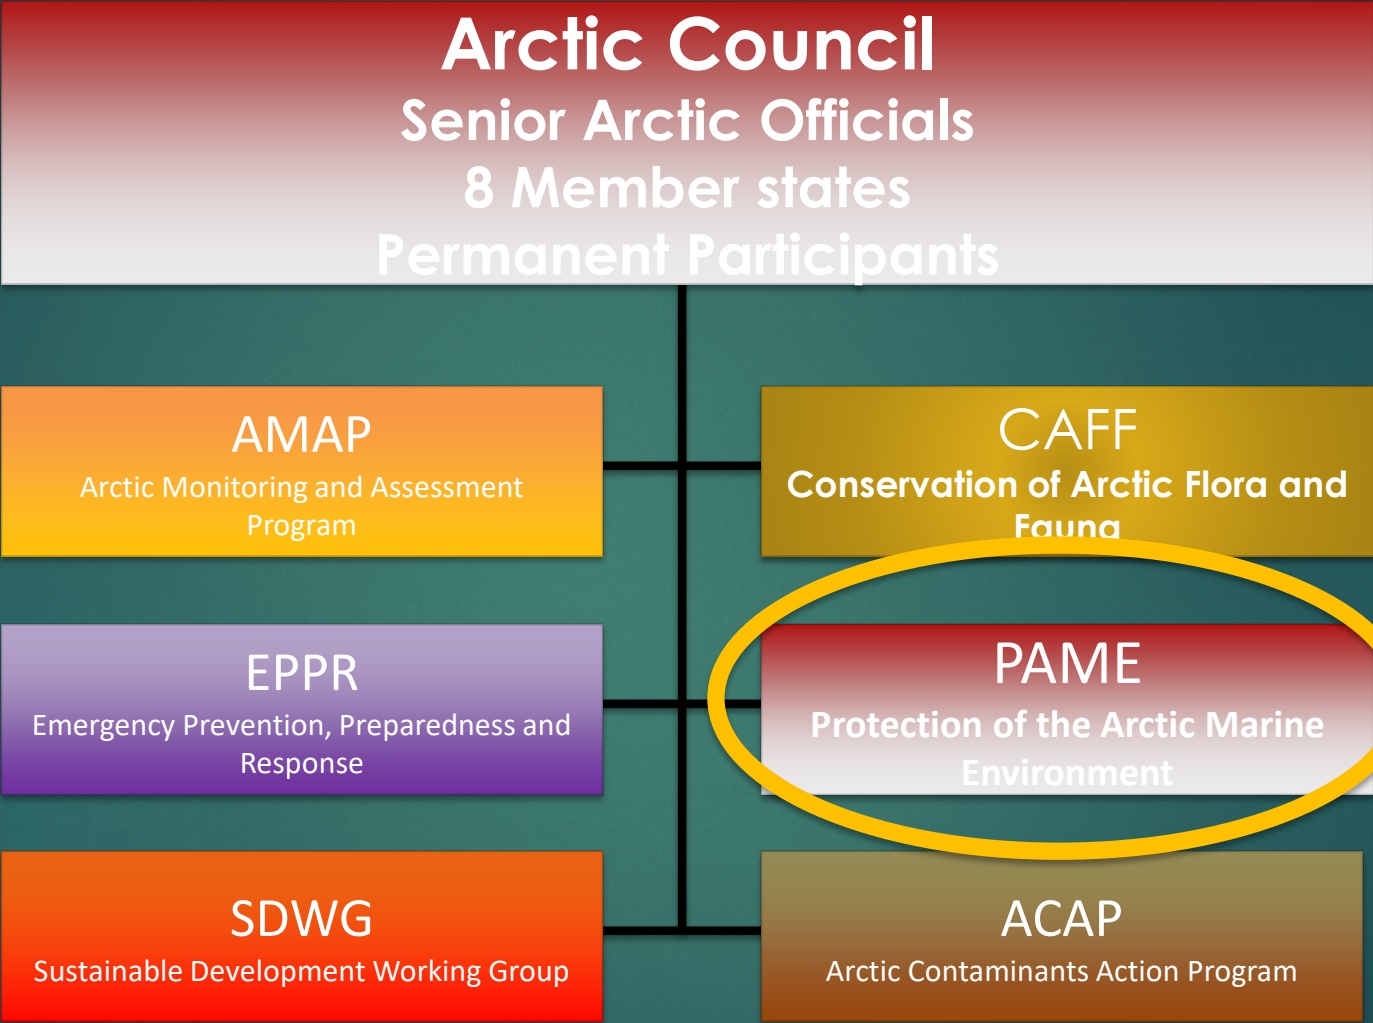 Arctic Council
Senior Arctic Officials
8 Member states
Permanent Participants
AMAP
Arctic Monitoring and Assessment
Program
CAFF
Conservation of Arctic Flora and
Fauna
EPPR
Emergency Prevention, Preparedness and
Response
PAME
Protection of the Arctic Marine
Environment
SDWG
Sustainable Development Working Group
ACAP
Arctic Contaminants Action Program